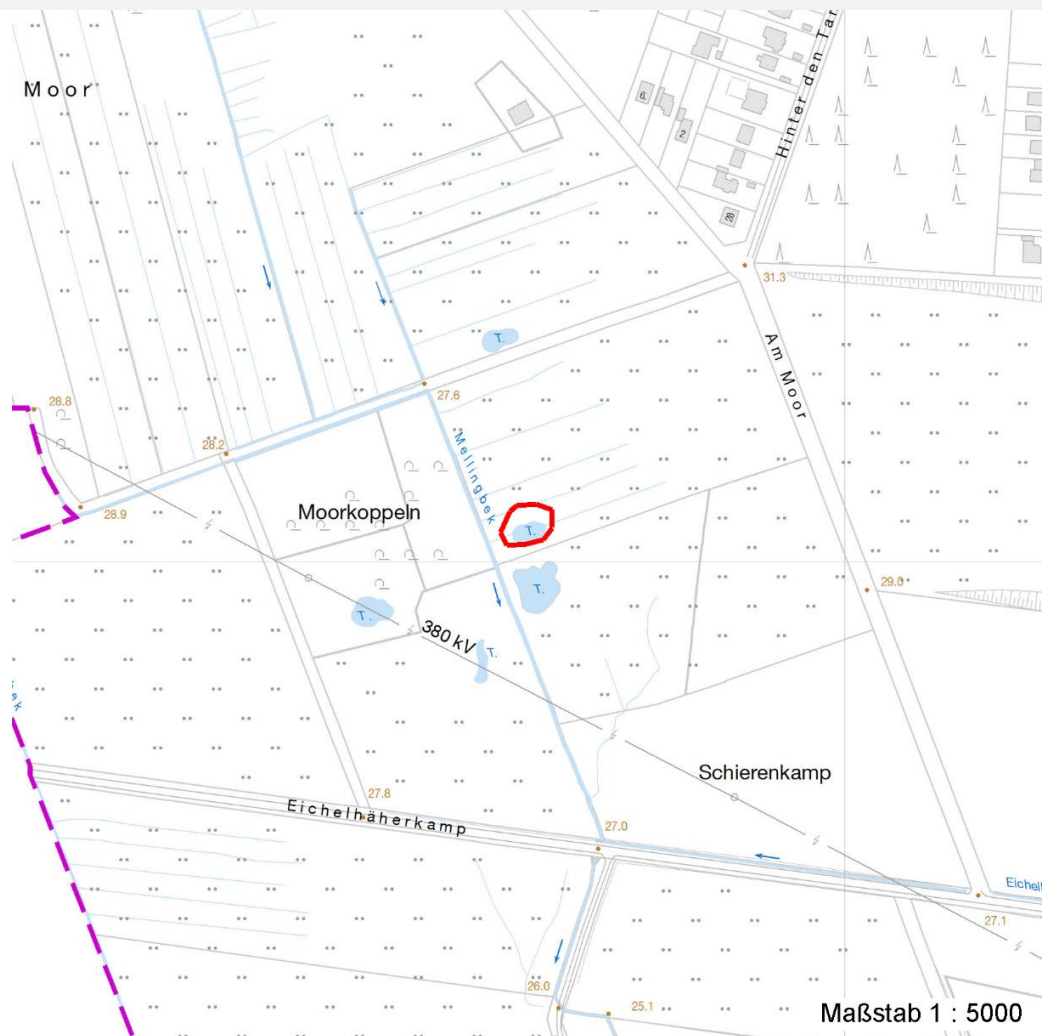 Hinter den Tan
Moor
6
2
2B
31.3
T.
Am Moor
27.6
28.8
Mellingbek
28.2
28.9
Moorkoppeln
T.
29.0
T.
T.
380 kV
T.
Schierenkamp
27.8
Eichelhäherkamp
27.0
Eichel
27.1
26.0
25.1
Maßstab 1 : 5000